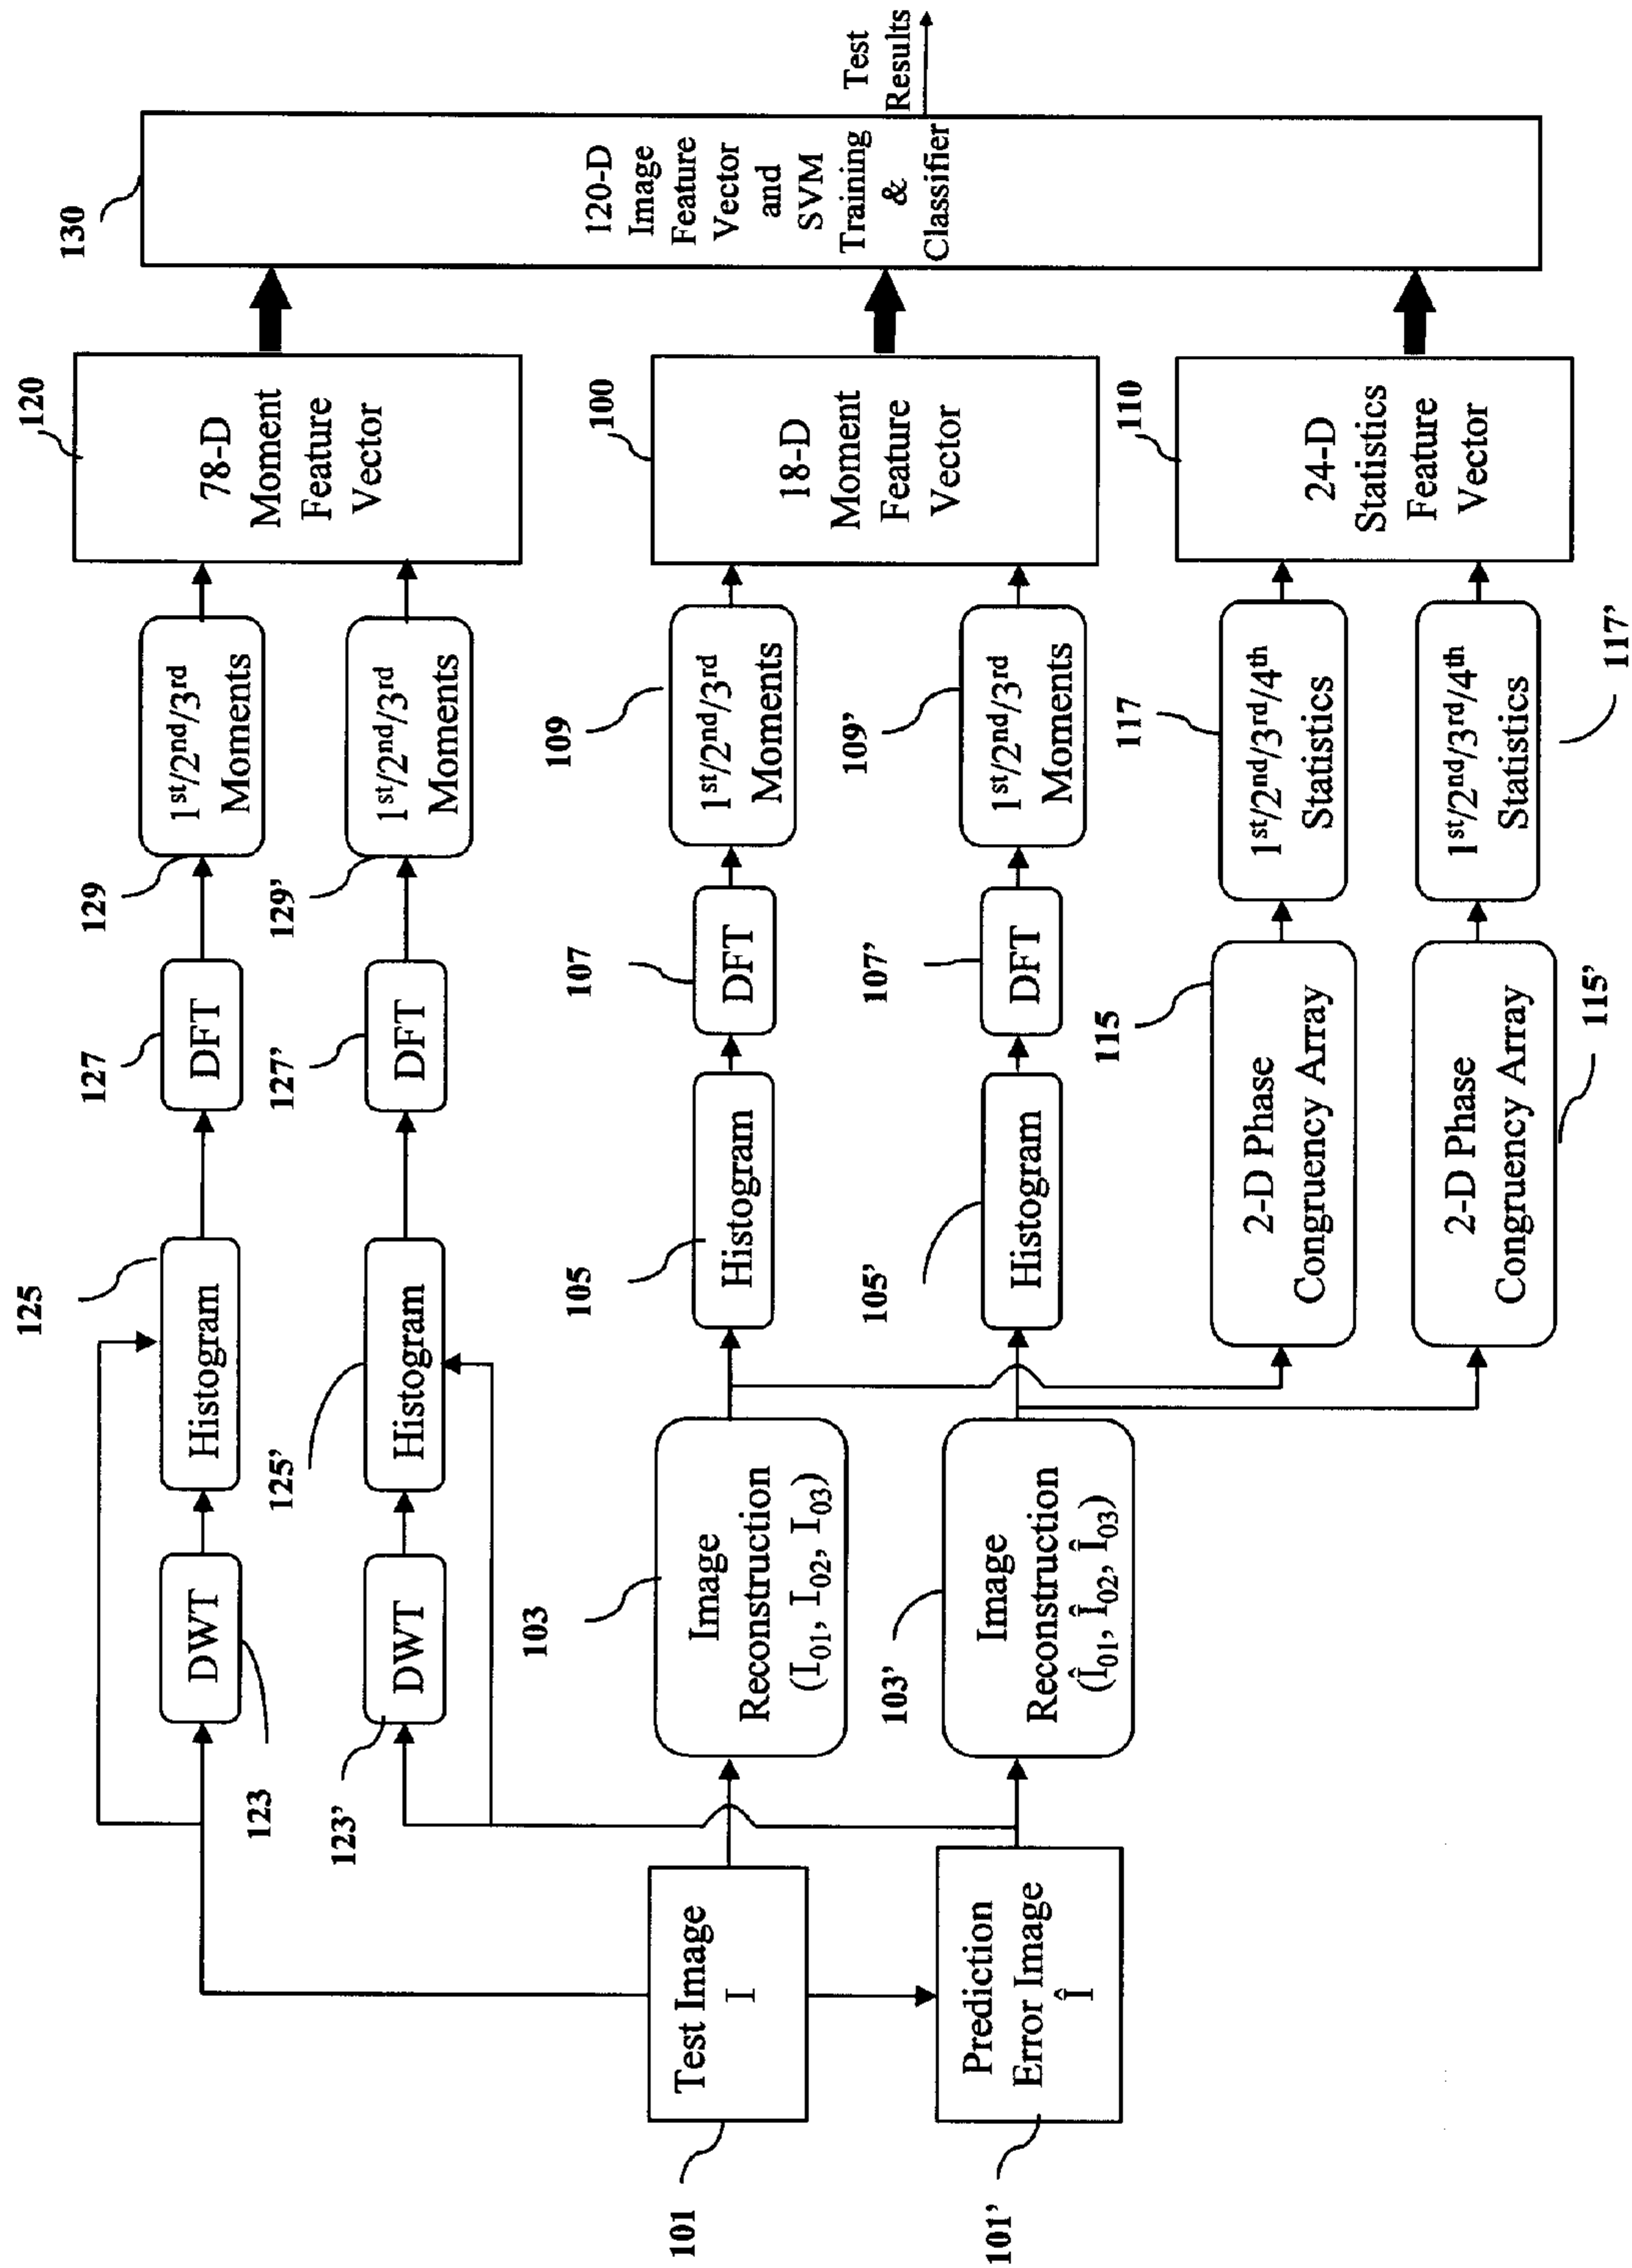 120
130
78-D
Moment
Feature
Vector
129
1st/2nd/3rd
Moments
129’
1st/2nd/3rd
Moments
127
DFT
127’
DFT
125
Histogram
125’
Histogram
DWT
123
DWT
123’
100
18-D
Moment
Feature
Vector
109
1st/2nd/3rd
Moments
109’
1st/2nd/3rd
Moments
107
DFT
107’
DFT
105
Histogram
105’
Histogram
103
Image
Reconstruction
(I01, I02, I03)
103’
Image
Reconstruction
(Î01, Î02, Î03)
Test Image
I
101
Prediction
Error Image
Î
101’
110
24-D
Statistics
Feature
Vector
117
1st/2nd/3rd/4th
Statistics
1st/2nd/3rd/4th
Statistics
117’
115
2-D Phase
Congruency Array
2-D Phase
Congruency Array
115’
120-D
Image
Feature
Vector
and
SVM
Training
&
Classifier
Test
Results